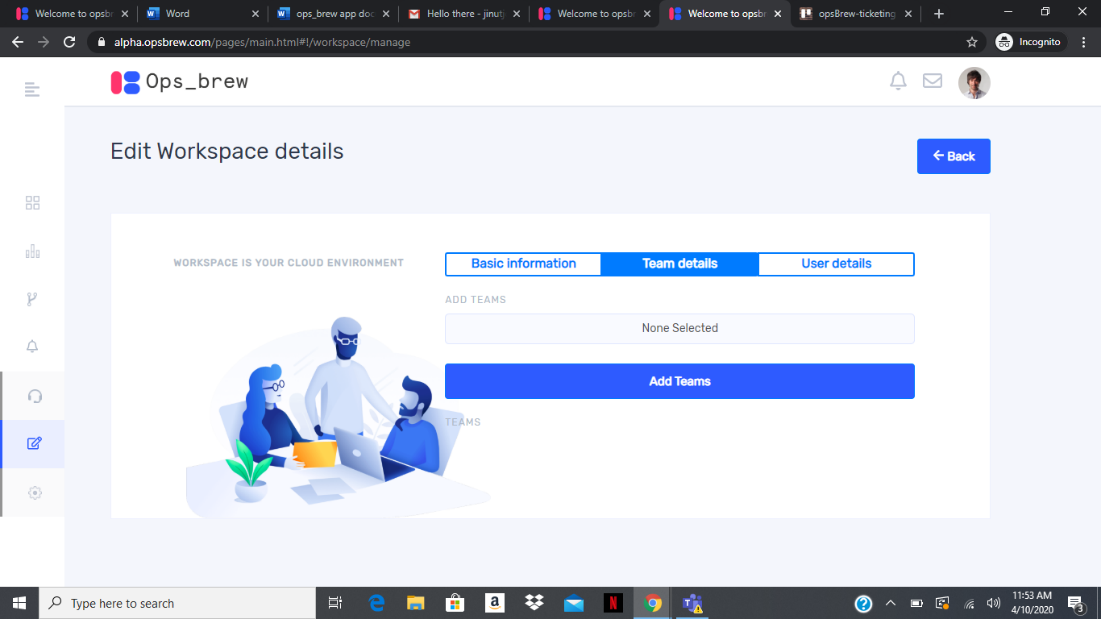 Welcome to opsbr
Word
ops_brew app doc
Hello there - jinut
Welcome to opsbr
Welcome to opsbr
opsBrew-ticketing
alpha.opsbrew.com/pages/main.html#!/workspace/manage
Incognito
Ops_brew
Edit Workspace details
Back
WORKSPACE IS YOUR CLOUD ENVIRONMENT
Basic information
Team details
User details
ADD TEAMS
None Selected
Add Teams
TEAMS
Type here to search
11:53 AM
4/10/2020
3